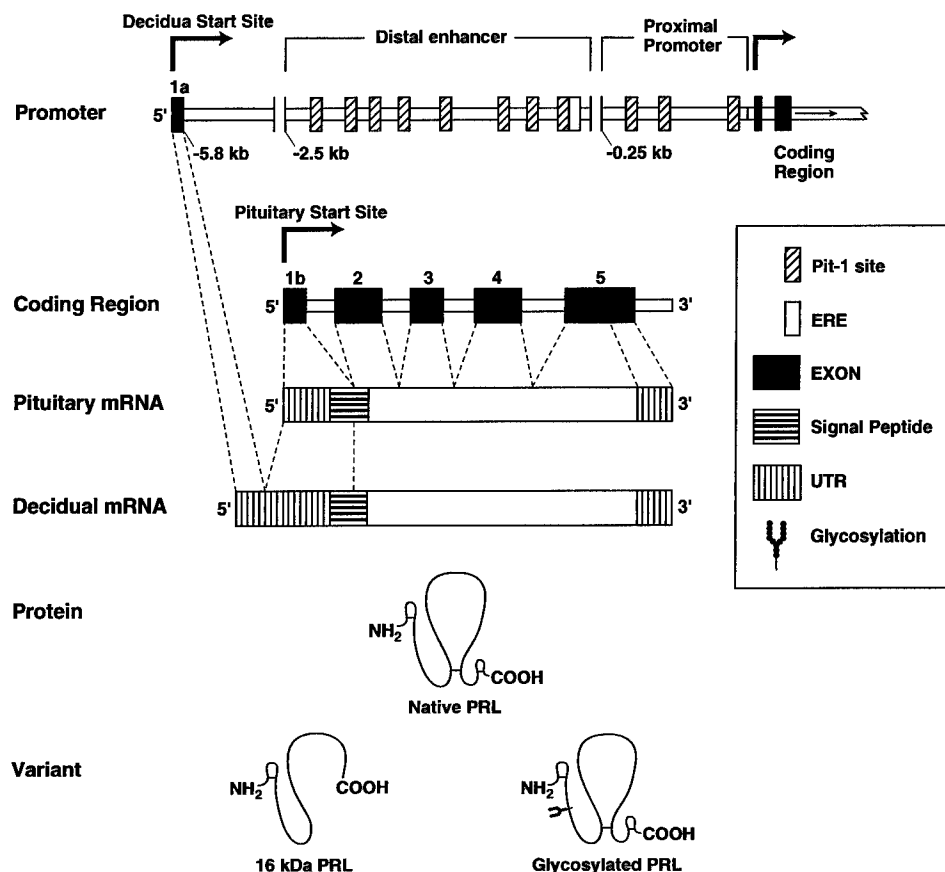 Decidua Start Site
Distal enhancer
Proximal
Promoter
1a
Promoter
5'
-5.8 kb
-2.5 kb
-0.25 kb
Coding
Region
Pituitary Start Site
1b 2 3 4 5
Coding Region
5' 3'
Pituitary mRNA
5' 3'
Decidual mRNA
5' 3'
Pit-1 site
ERE
EXON
Signal Peptide
UTR
Glycosylation
Protein
NH2
COOH
Native PRL
Variant
NH2
COOH
16 kDa PRL
NH2
COOH
Glycosylated PRL